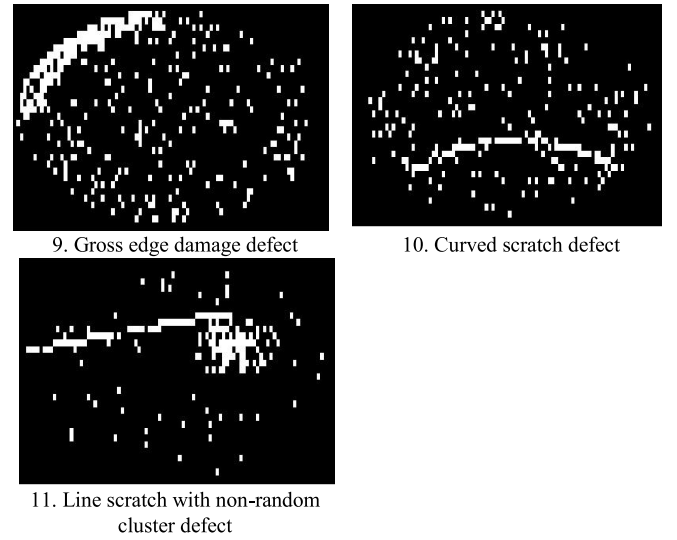 9. Gross edge damage defect
10. Curved scratch defect
11. Line scratch with non-random
cluster defect